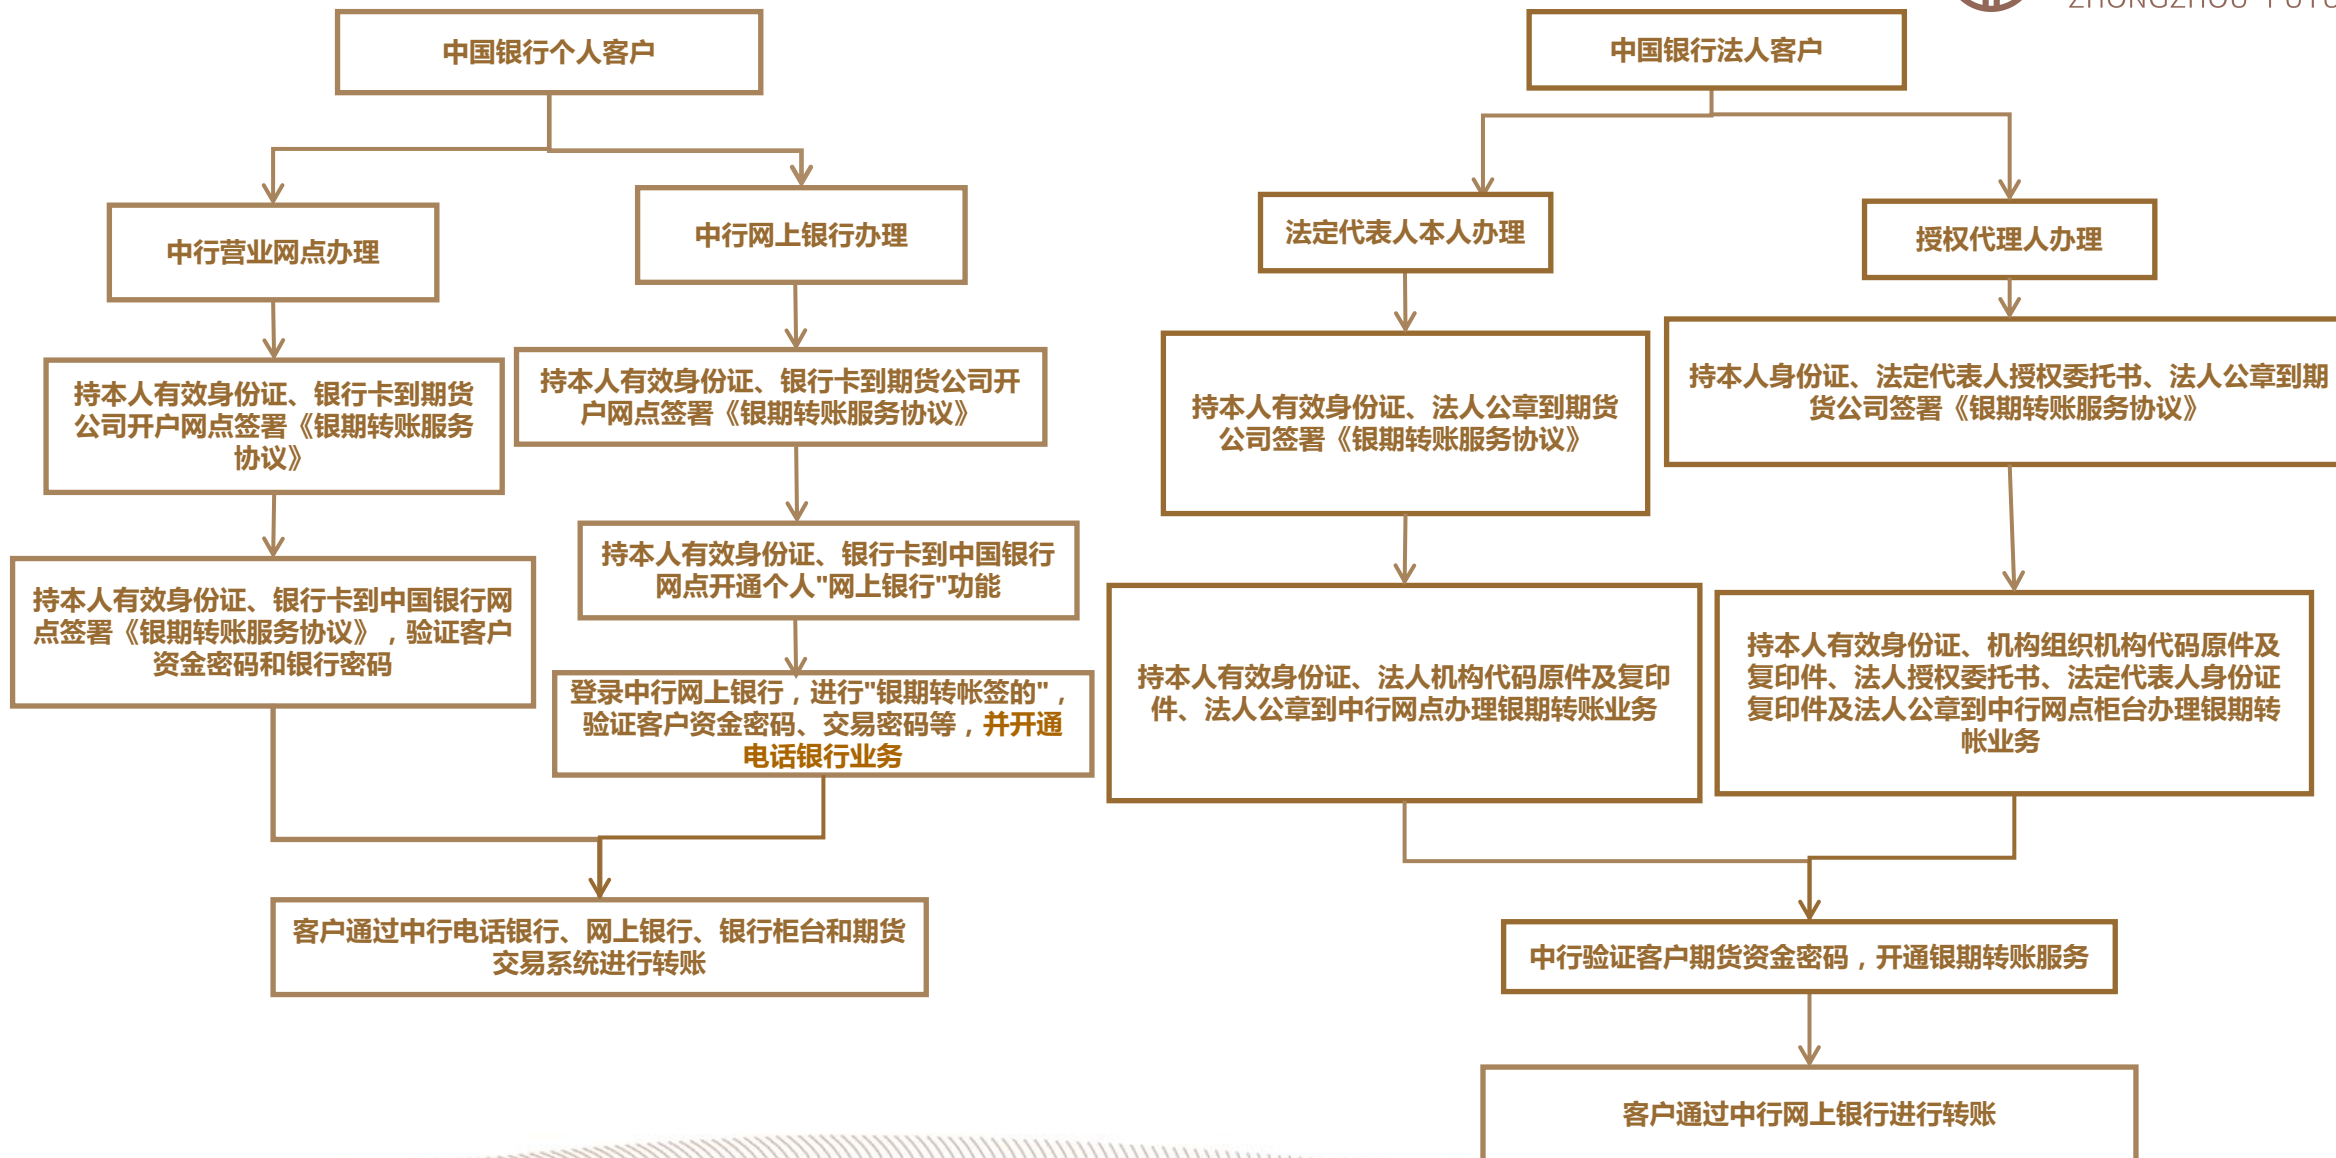 ZHONGZHOU FUTU
中国银行个人客户
中行营业网点办理
中行网上银行办理
持本人有效身份证、银行卡到期货
公司开户网点签署《银期转账服务
协议》
持本人有效身份证、银行卡到期货公司开
户网点签署《银期转账服务协议》
持本人有效身份证、银行卡到中国银行网
点签署《银期转账服务协议》，验证客户
资金密码和银行密码
持本人有效身份证、银行卡到中国银行
网点开通个人"网上银行"功能
登录中行网上银行，进行"银期转帐签的"，
验证客户资金密码、交易密码等，并开通
电话银行业务
客户通过中行电话银行、网上银行、银行柜台和期货
交易系统进行转账
中国银行法人客户
法定代表人本人办理
授权代理人办理
持本人有效身份证、法人公章到期货
公司签署《银期转账服务协议》
持本人身份证、法定代表人授权委托书、法人公章到期
货公司签署《银期转账服务协议》
持本人有效身份证、法人机构代码原件及复印
件、法人公章到中行网点办理银期转账业务
持本人有效身份证、机构组织机构代码原件及
复印件、法人授权委托书、法定代表人身份证
复印件及法人公章到中行网点柜台办理银期转
帐业务
中行验证客户期货资金密码，开通银期转账服务
客户通过中行网上银行进行转账